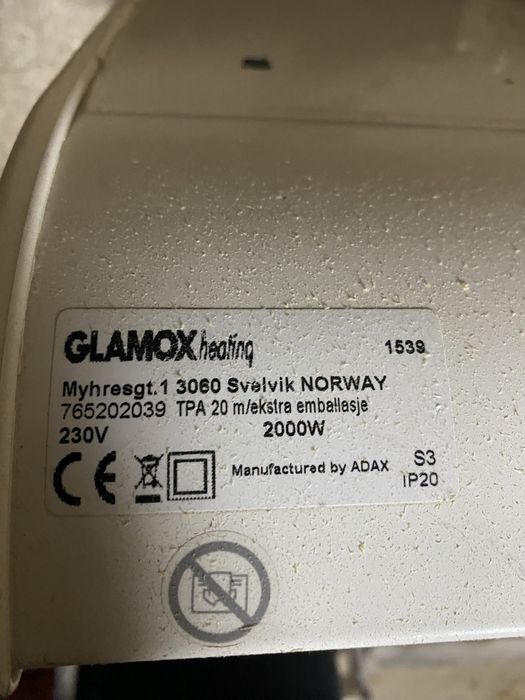 GLAMOX heating 1539
Myhresgt.1 3060 Svelvik NORWAY
765202039 TPA 20 m/ekstra emballasje
230V 2000W
CE Manufactured by ADAX S3
IP20